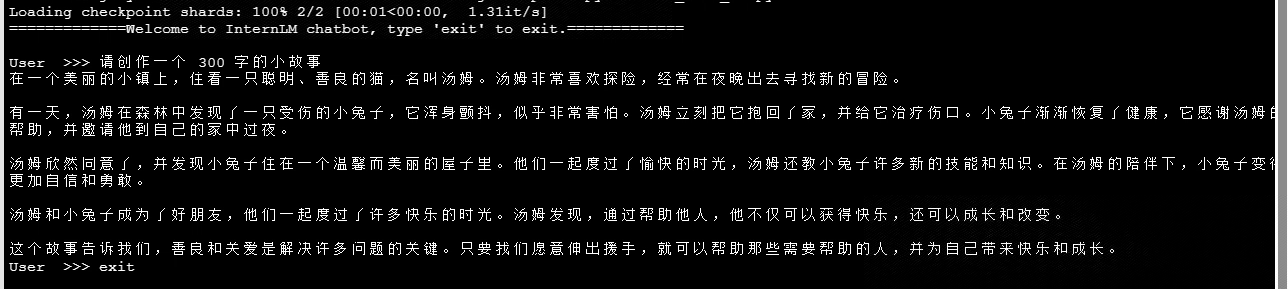 Loading checkpoint shards: 100% 2/2 [00:01<00:00,  1.31it/s]
=============Welcome to InternLM chatbot, type 'exit' to exit.=============
User  >>> 请创作一个 300 字的小故事
在一个美丽的小镇上，住着一只聪明、善良的猫，名叫汤姆。汤姆非常喜欢探险，经常在夜晚出去寻找新的冒险。
有一天，汤姆在森林中发现了一只受伤的小兔子，它浑身颤抖，似乎非常害怕。汤姆立刻把它抱回了家，并给它治疗伤口。小兔子渐渐恢复了健康，它感谢汤姆的
帮助，并邀请他到自己的家中过夜。
汤姆欣然同意了，并发现小兔子住在一个温馨而美丽的屋子里。他们一起度过了愉快的时光，汤姆还教小兔子许多新的技能和知识。在汤姆的陪伴下，小兔子变得
更加自信和勇敢。
汤姆和小兔子成为了好朋友，他们一起度过了许多快乐的时光。汤姆发现，通过帮助他人，他不仅可以获得快乐，还可以成长和改变。
这个故事告诉我们，善良和关爱是解决许多问题的关键。只要我们愿意伸出援手，就可以帮助那些需要帮助的人，并为自己带来快乐和成长。
User  >>> exit